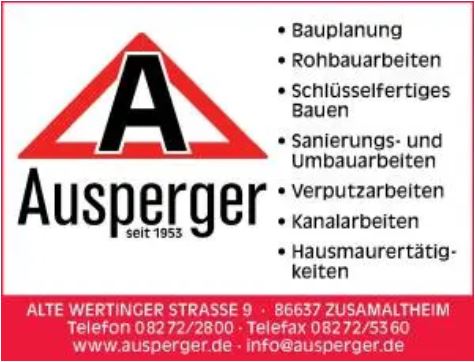 A
Ausperger
seit 1953
• Bauplanung
• Rohbauarbeiten
• Schlüsselfertiges
Bauen
• Sanierungs- und
Umbauarbeiten
• Verputzarbeiten
• Kanalarbeiten
• Hausmaurertätig-
keiten
ALTE WERTINGER STRASSE 9 · 86637 ZUSAMALTHEIM
Telefon 08272/2800 · Telefax 08272/5360
www.ausperger.de · info@ausperger.de